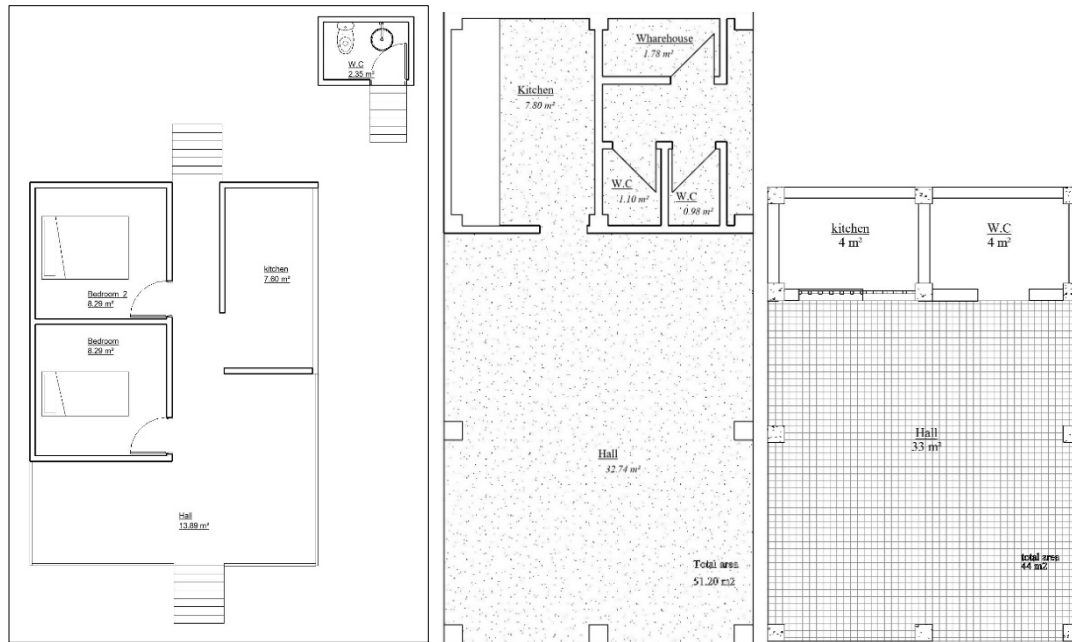 W.C
2.35 m²
Bedroom 2
8.29 m²
kitchen
7.60 m²
Bedroom
8.29 m²
Hall
13.89 m²
Wharehouse
1.78 m²
Kitchen
7.80 m²
W.C
1.10 m²
W.C
0.98 m²
Hall
32.74 m²
Total area
51.20 m2
kitchen
4 m²
W.C
4 m²
Hall
33 m²
total area
44 m2